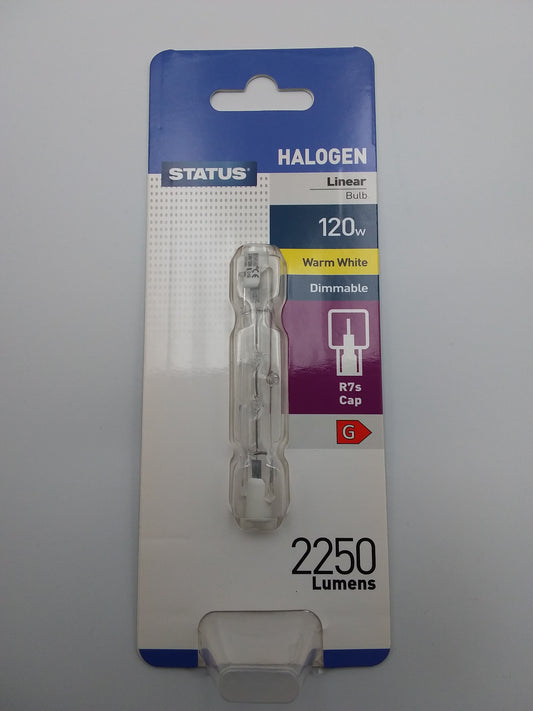 HALOGEN
STATUS®
Linear
Bulb
120w
Warm White
Dimmable
R7s
Cap
G
2250
Lumens